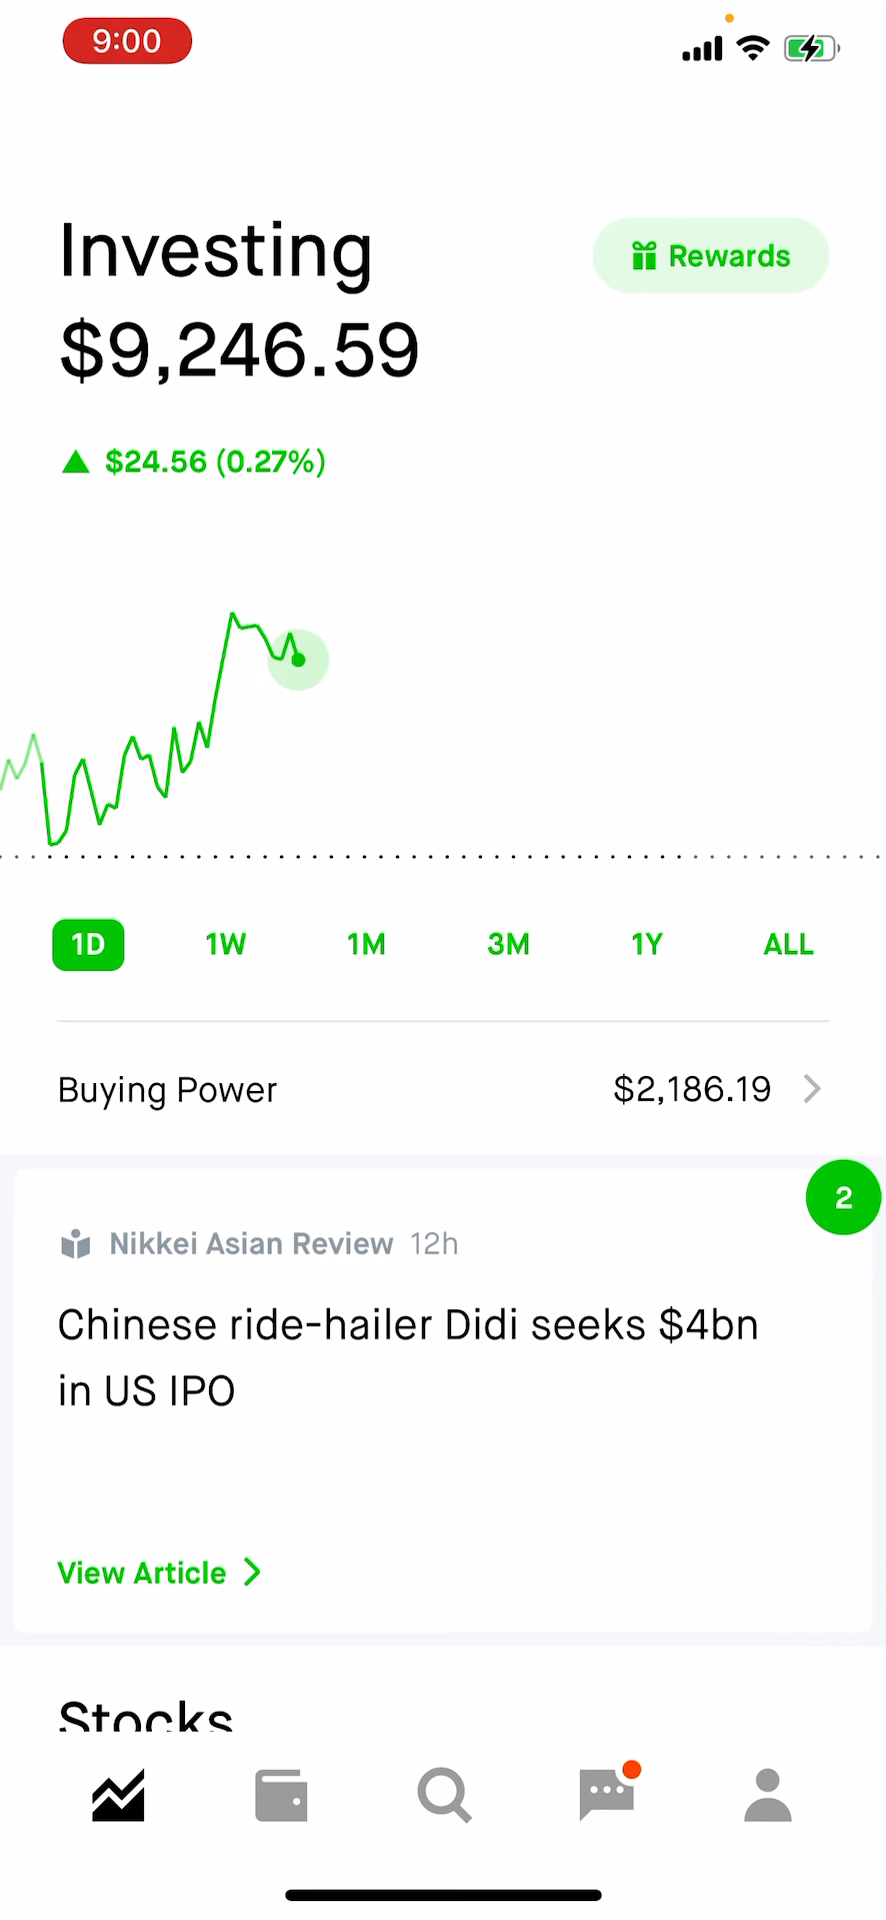 9:00
Investing
Rewards
$9,246.59
$24.56 (0.27%)
1D 1W 1M 3M 1Y ALL
Buying Power $2,186.19
2
Nikkei Asian Review 12h
Chinese ride-hailer Didi seeks $4bn
in US IPO
View Article
Stocks